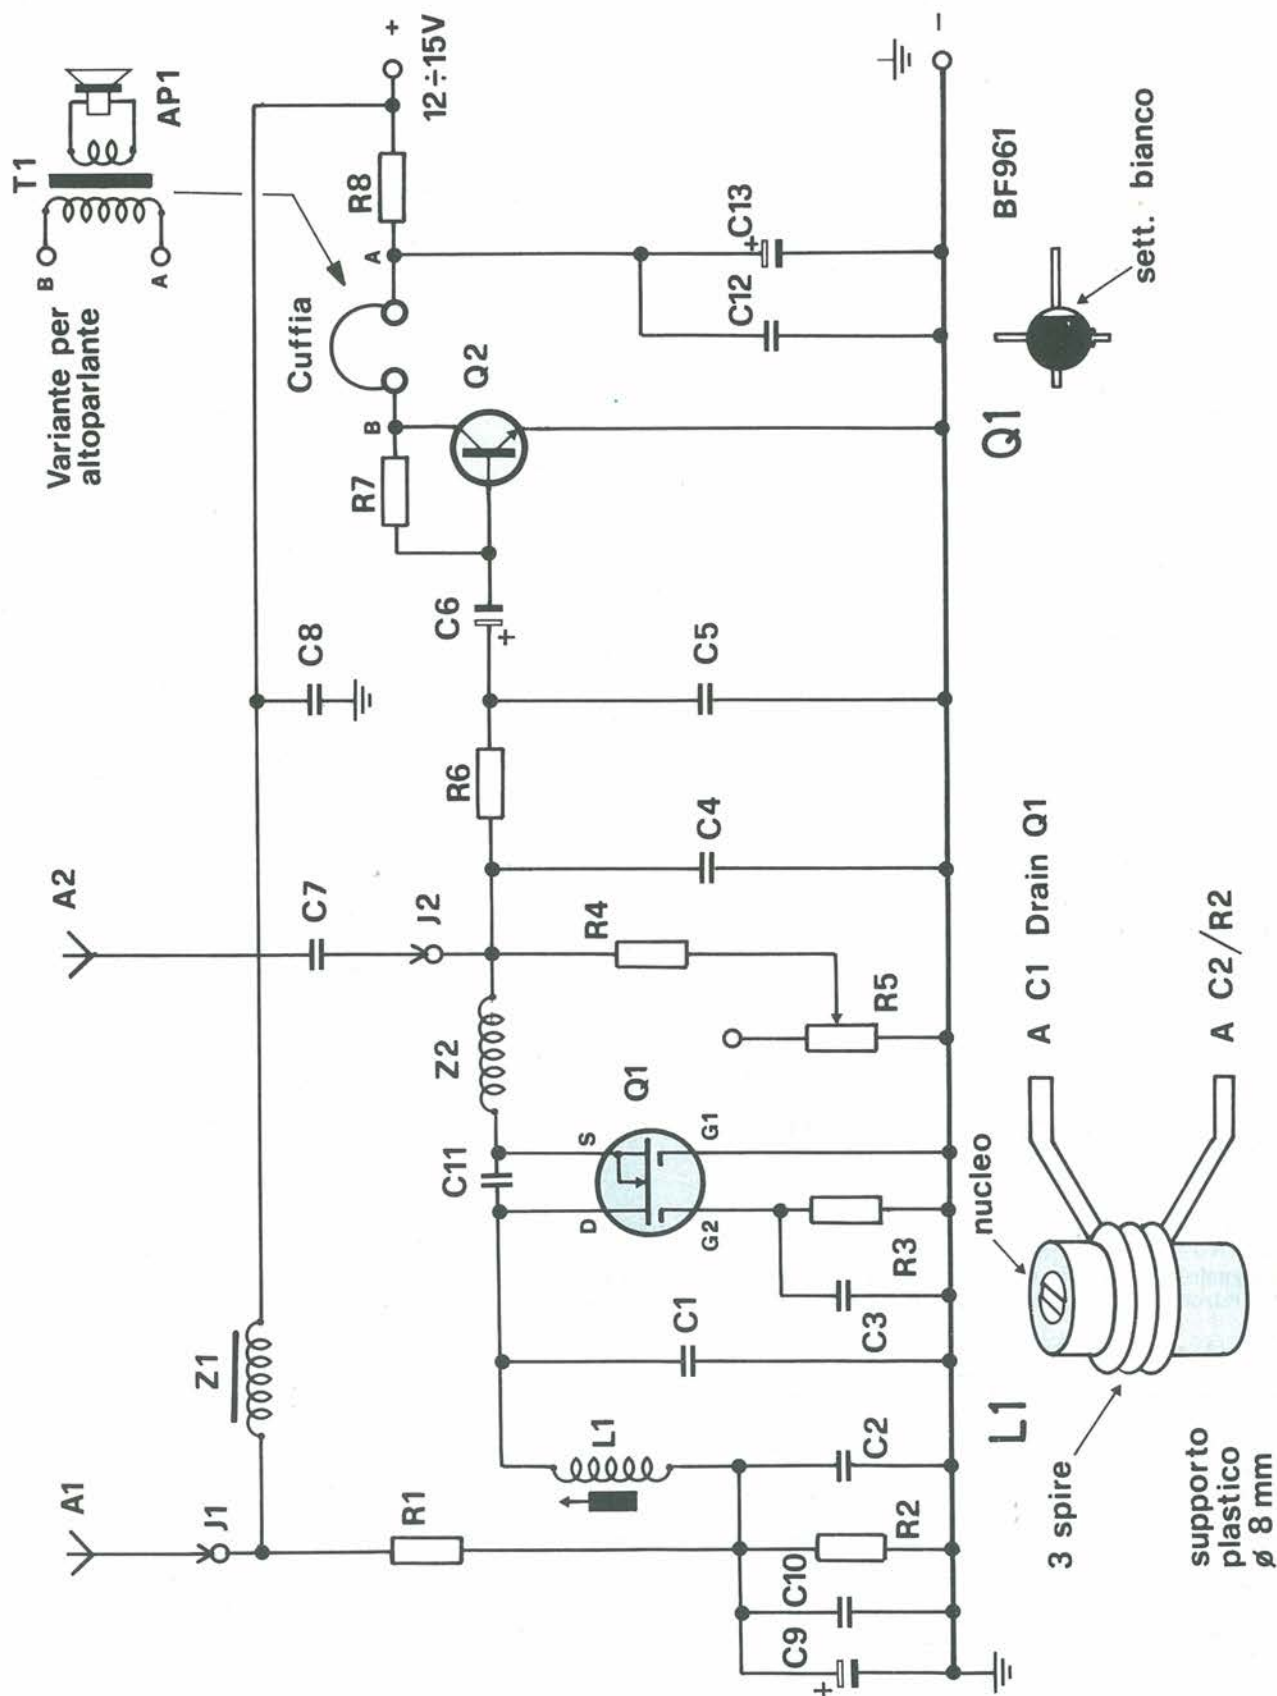 A1
J1
Z1
A2
C7
J2
C8
Variante per
altoparlante
B
A
T1
AP1
+
12÷15V
R1
L1
C1
C11
D
S
Q1
G2
G1
Z2
R4
R5
R6
C4
C5
C6
+
R7
B
Cuffia
A
R8
Q2
C12
+
C13
-
C9
+
C10
R2
C2
C3
R3
L1
3 spire
supporto
plastico
ø 8 mm
nucleo
A C1 Drain Q1
A C2/R2
Q1
BF961
sett. bianco